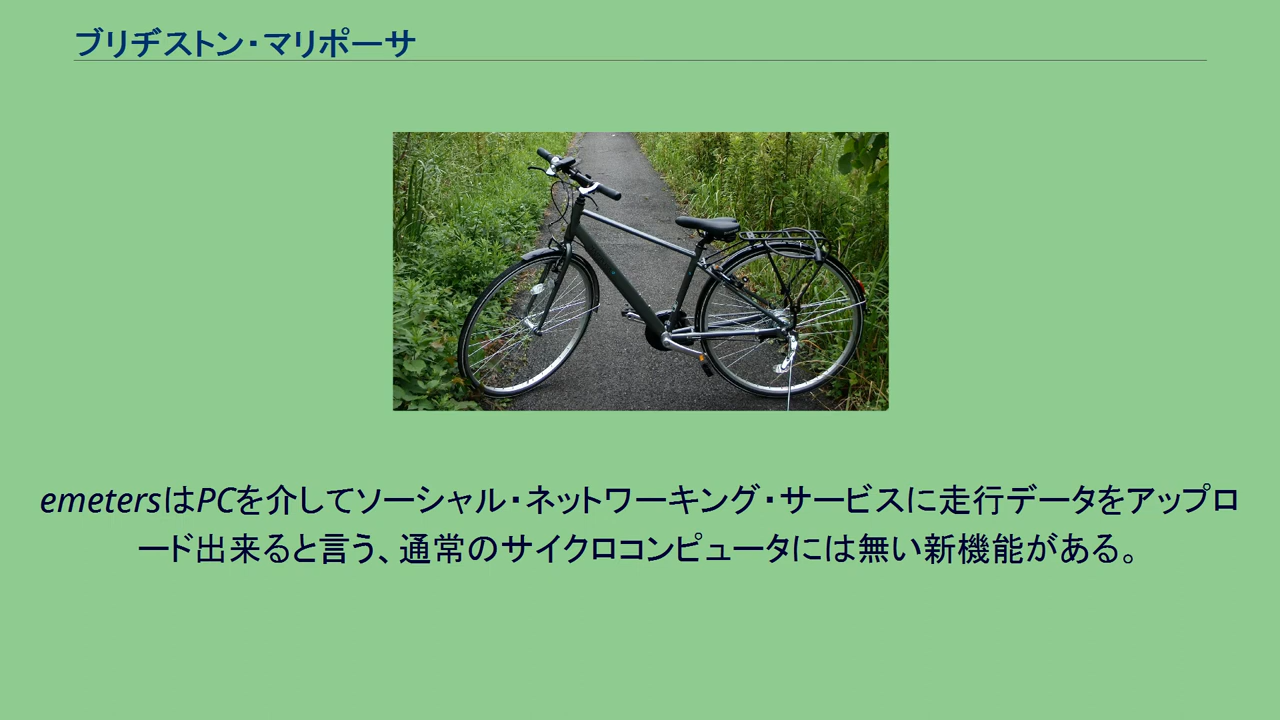 ブリヂストン・マリポーサ
emetersはPCを介してソーシャル・ネットワーキング・サービスに走行データをアップロ
ード出来ると言う、通常のサイクロコンピュータには無い新機能がある。